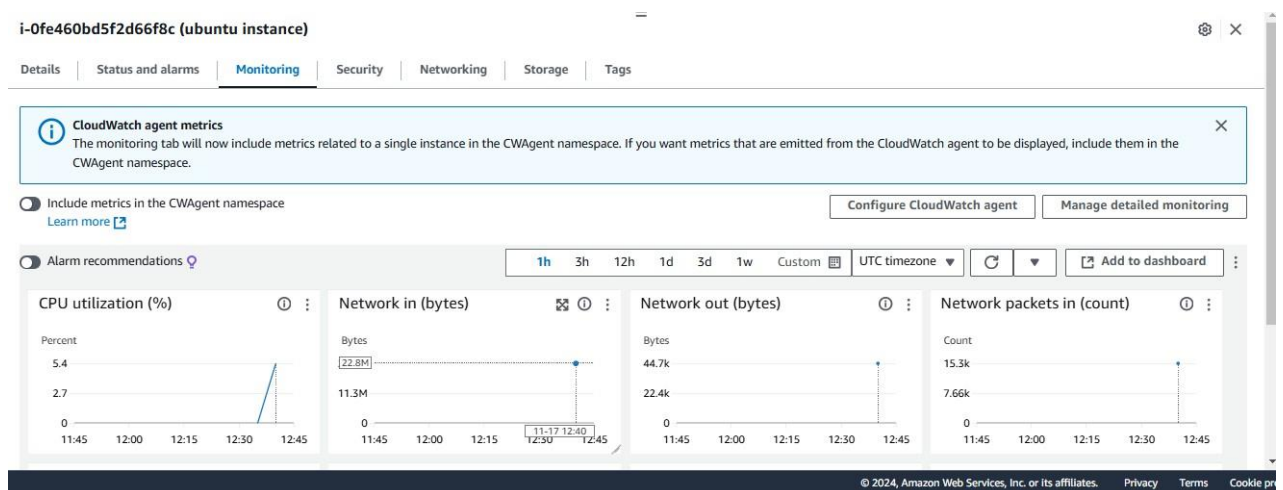 i-0fe460bd5f2d66f8c (ubuntu instance)
Details Status and alarms Monitoring Security Networking Storage Tags
CloudWatch agent metrics
The monitoring tab will now include metrics related to a single instance in the CWAgent namespace. If you want metrics that are emitted from the CloudWatch agent to be displayed, include them in the
CWAgent namespace.
Include metrics in the CWAgent namespace
Learn more
Configure CloudWatch agent Manage detailed monitoring
Alarm recommendations
1h 3h 12h 1d 3d 1w Custom UTC timezone Add to dashboard
CPU utilization (%)
Percent
5.4
2.7
0
11:45 12:00 12:15 12:30 12:45
Network in (bytes)
Bytes
22.8M
11.3M
0
11-17 12:40
11:45 12:00 12:15 12:30 12:45
Network out (bytes)
Bytes
44.7k
22.4k
0
11:45 12:00 12:15 12:30 12:45
Network packets in (count)
Count
15.3k
7.66k
0
11:45 12:00 12:15 12:30 12:45
© 2024, Amazon Web Services, Inc. or its affiliates. Privacy Terms Cookie pre